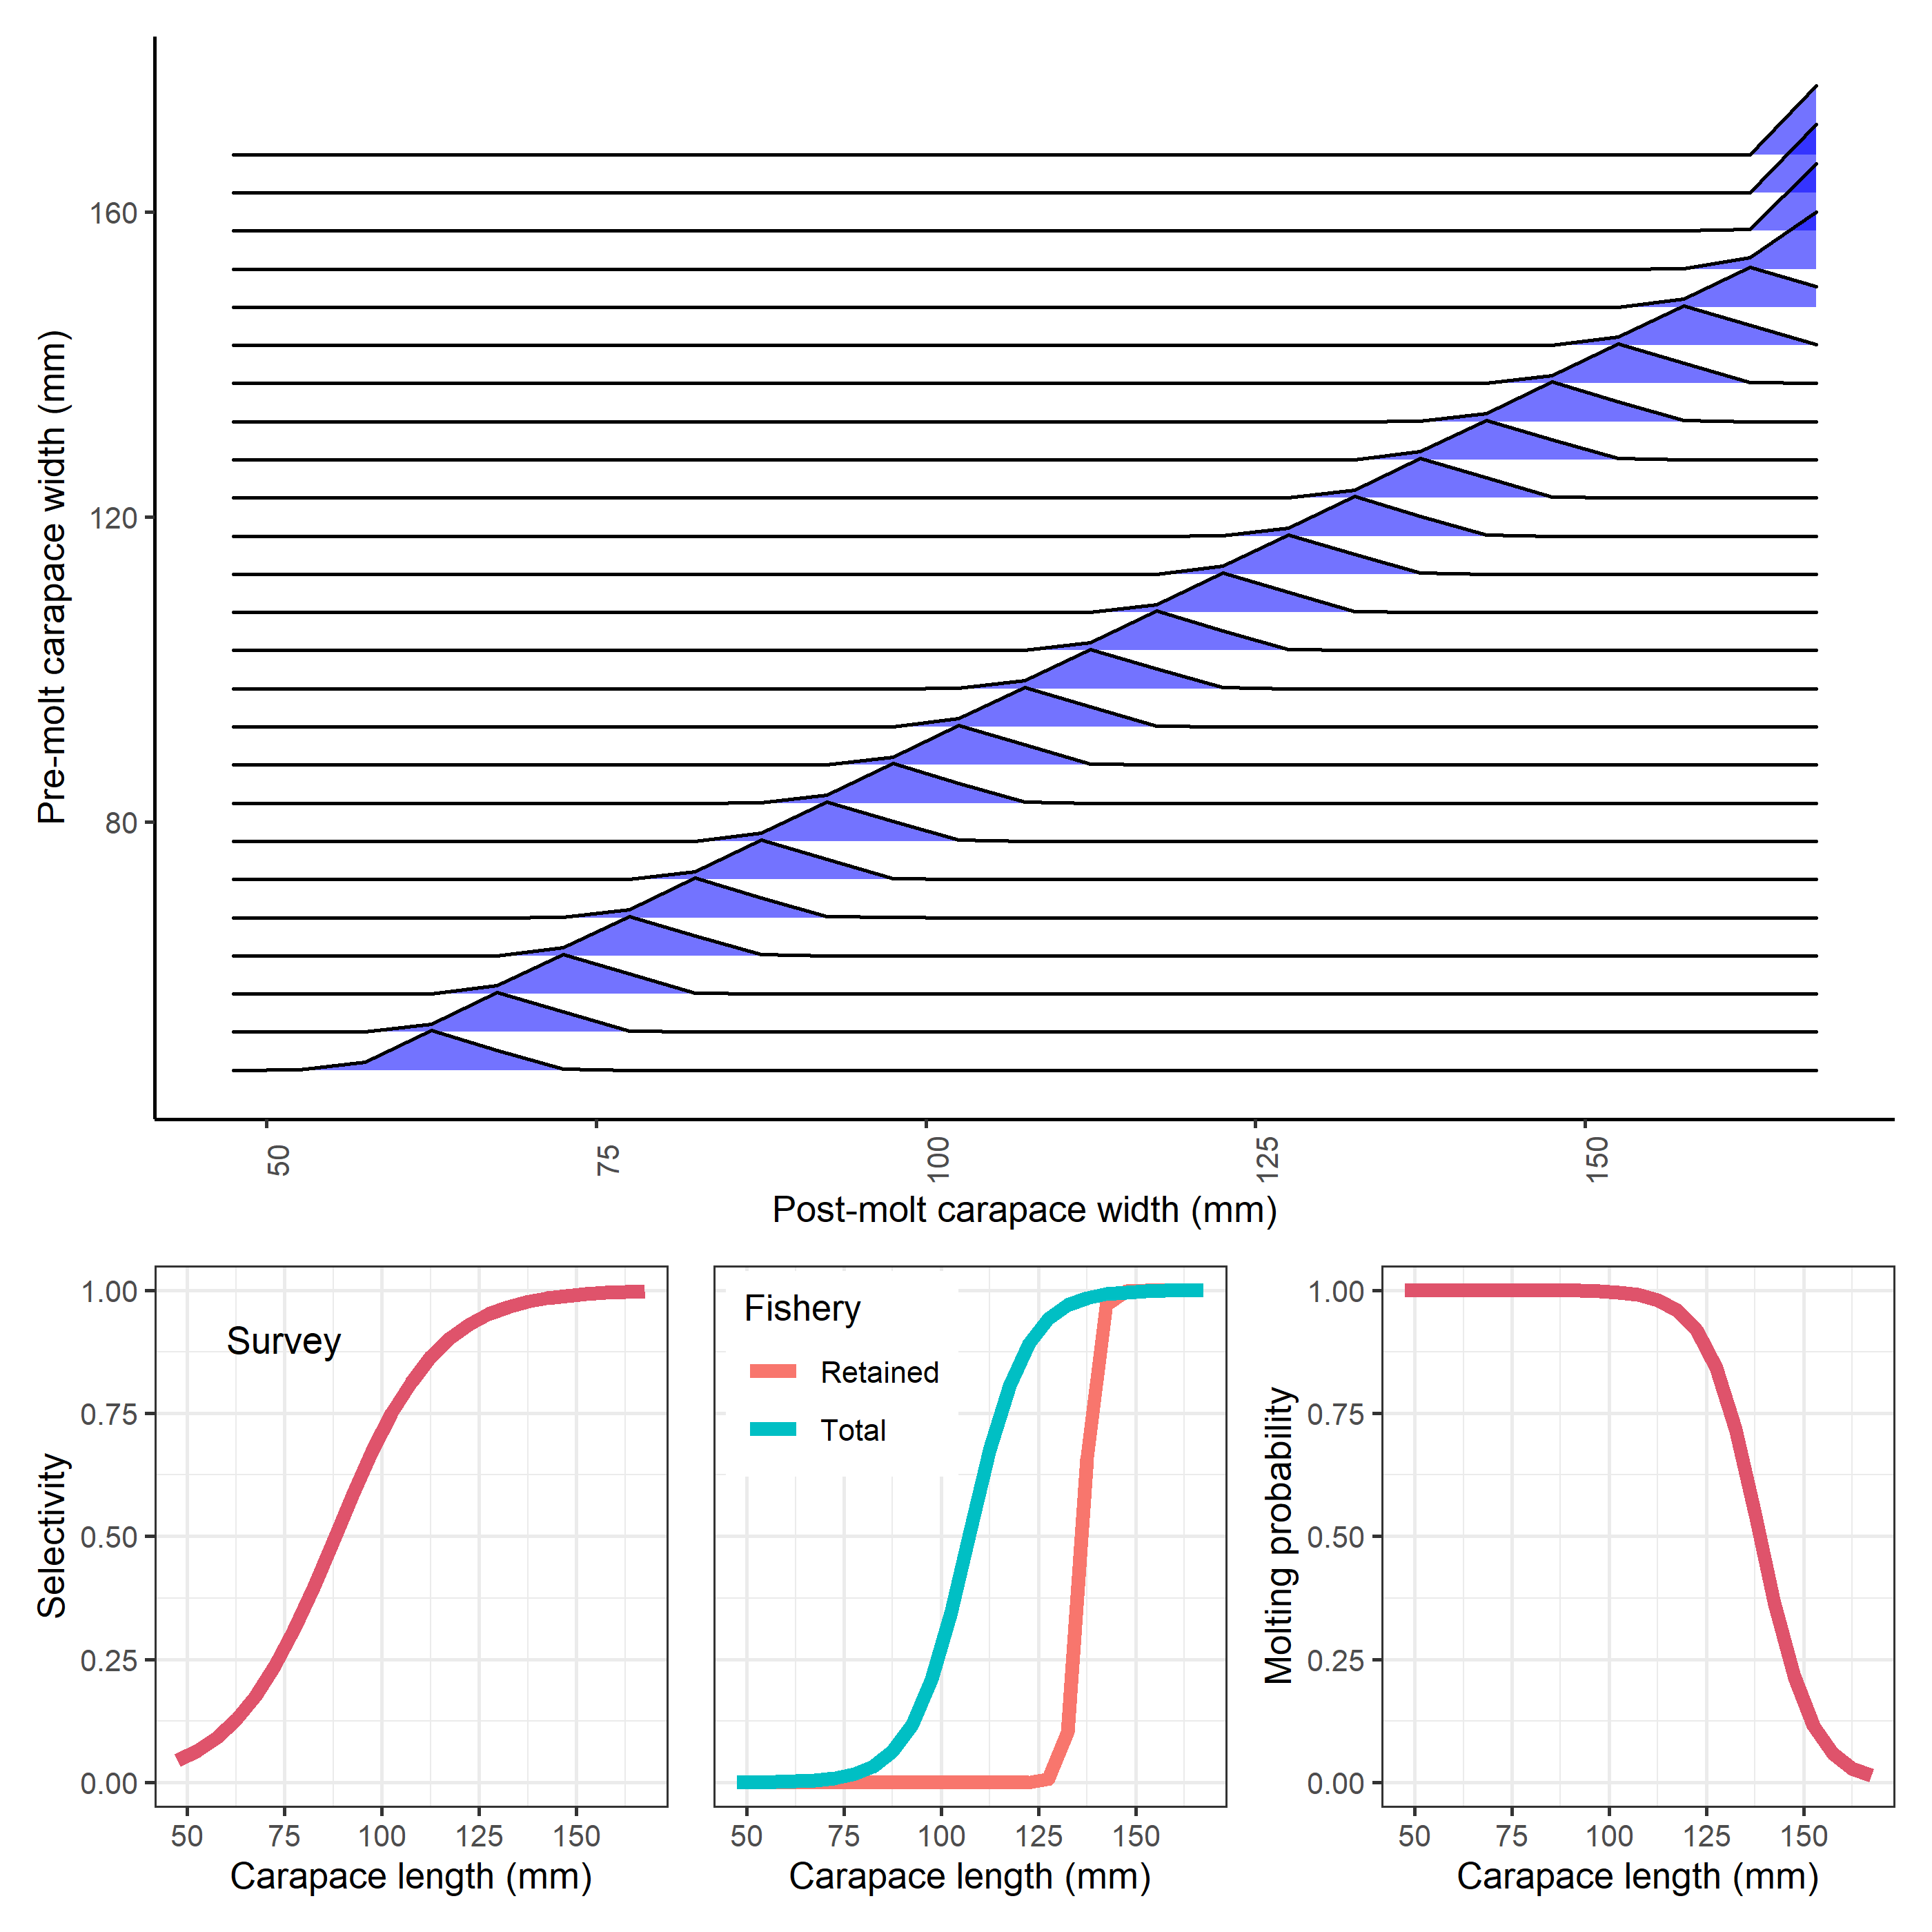 Pre-molt carapace width (mm)
160
120
80
50 75 100 125 150
Post-molt carapace width (mm)
Selectivity
1.00
0.75
0.50
0.25
0.00
Survey
50 75 100 125 150
Carapace length (mm)
Fishery
Retained
Total
50 75 100 125 150
Carapace length (mm)
Molting probability
1.00
0.75
0.50
0.25
0.00
50 75 100 125 150
Carapace length (mm)